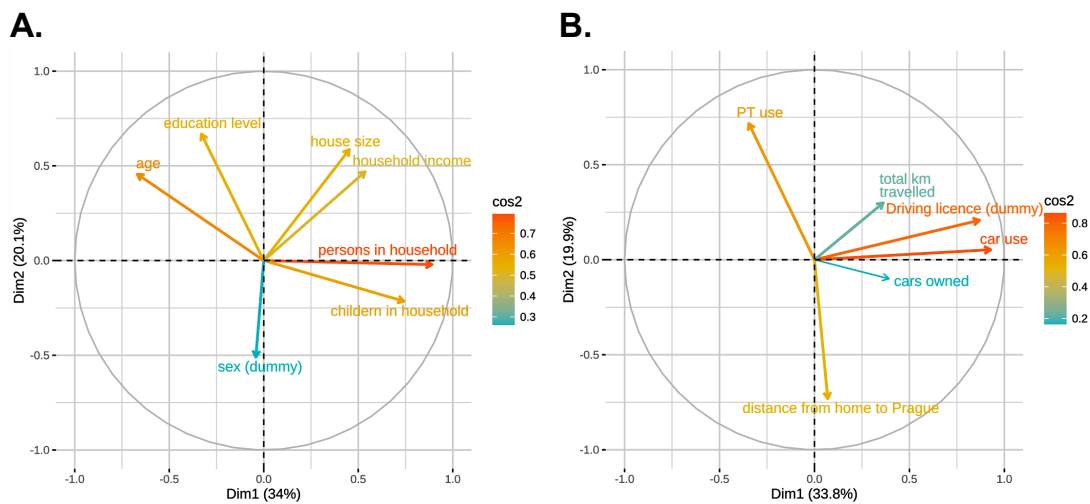 A.
1.0
0.5
0.0
-0.5
-1.0
-1.0
-0.5
0.0
0.5
1.0
Dim2 (20.1%)
Dim1 (34%)
education level
age
house size
household income
persons in household
childern in household
sex (dummy)
cos2
0.7
0.6
0.5
0.4
0.3
B.
1.0
0.5
0.0
-0.5
-1.0
-1.0
-0.5
0.0
0.5
1.0
Dim2 (19.9%)
Dim1 (33.8%)
PT use
total km
travelled
Driving licence (dummy)
car use
cars owned
distance from home to Prague
cos2
0.8
0.6
0.4
0.2